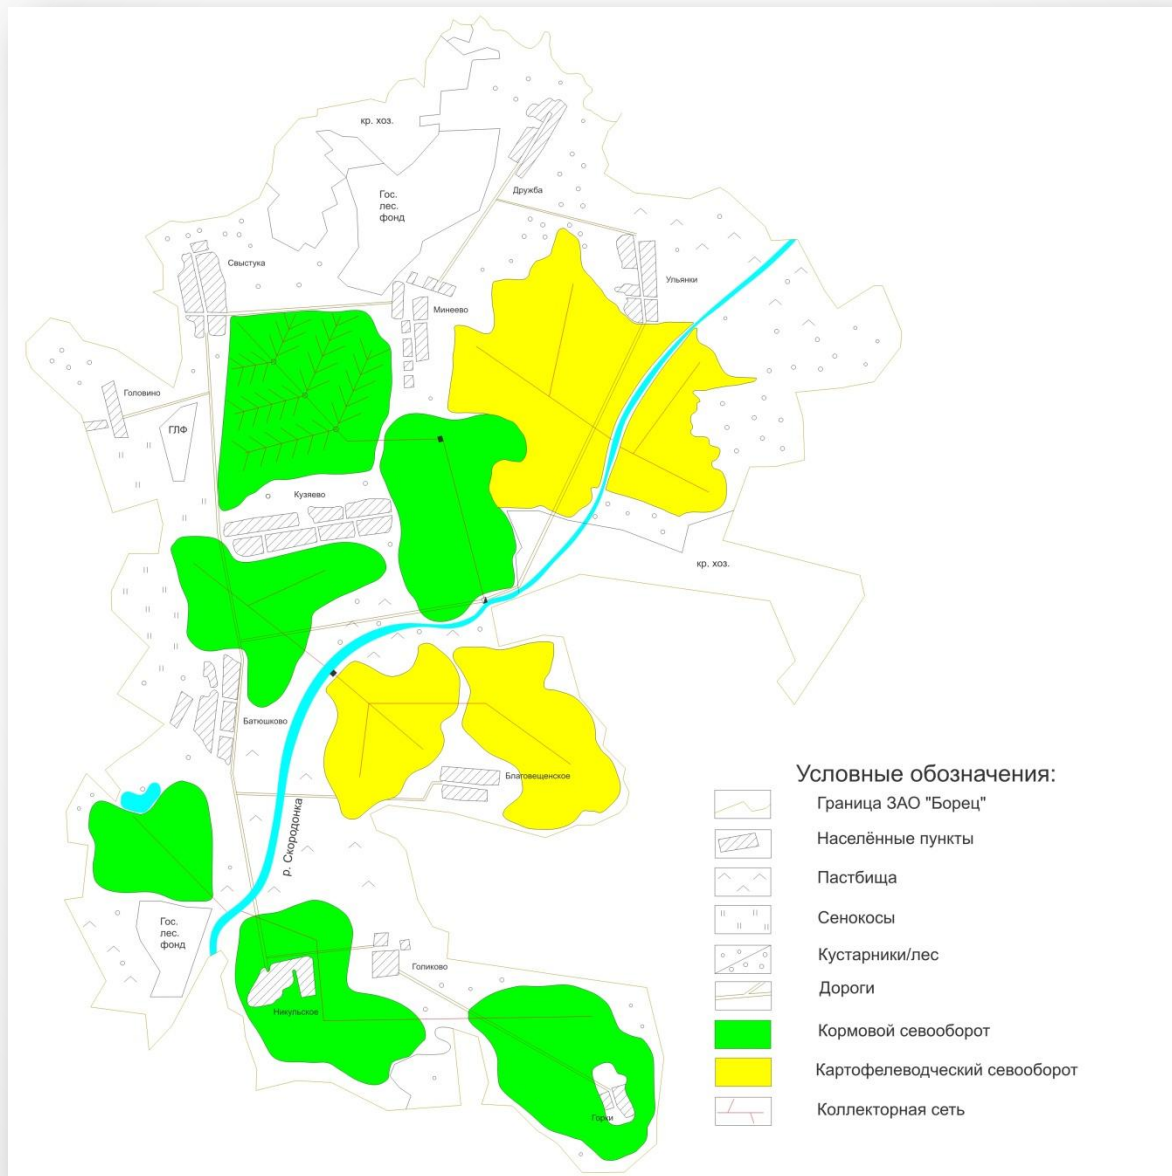 кр. хоз.
Гос.
лес.
фонд
Дружба
Свыстука
Ульянки
Минеево
Головино
ГЛФ
Кузяево
кр. хоз.
Батюшково
Благовещенское
р. Скородонка
Гос.
лес.
фонд
Голиково
Никульское
Горки
Условные обозначения:
Граница ЗАО "Борец"
Населённые пункты
Пастбища
Сенокосы
Кустарники/лес
Дороги
Кормовой севооборот
Картофелеводческий севооборот
Коллекторная сеть